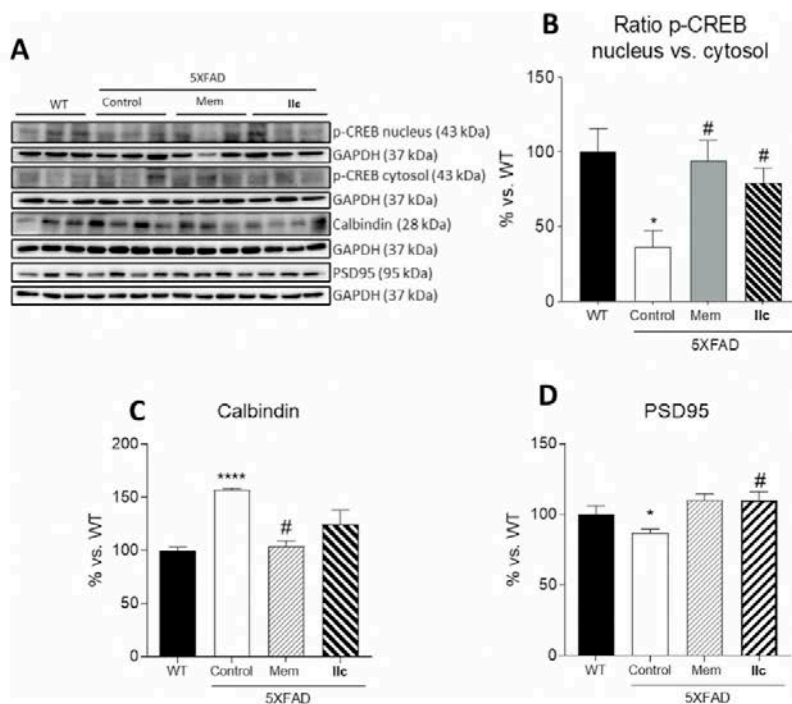 A
5XFAD
WT Control Mem IIc
p-CREB nucleus (43 kDa)
GAPDH (37 kDa)
p-CREB cytosol (43 kDa)
GAPDH (37 kDa)
Calbindin (28 kDa)
GAPDH (37 kDa)
PSD95 (95 kDa)
GAPDH (37 kDa)
B
Ratio p-CREB
nucleus vs. cytosol
% vs. WT
150
100
50
0
*
#
#
WT Control Mem IIc
5XFAD
C
Calbindin
% vs. WT
200
150
100
50
0
****
#
WT Control Mem IIc
5XFAD
D
PSD95
% vs. WT
150
100
50
0
*
#
WT Control Mem IIc
5XFAD